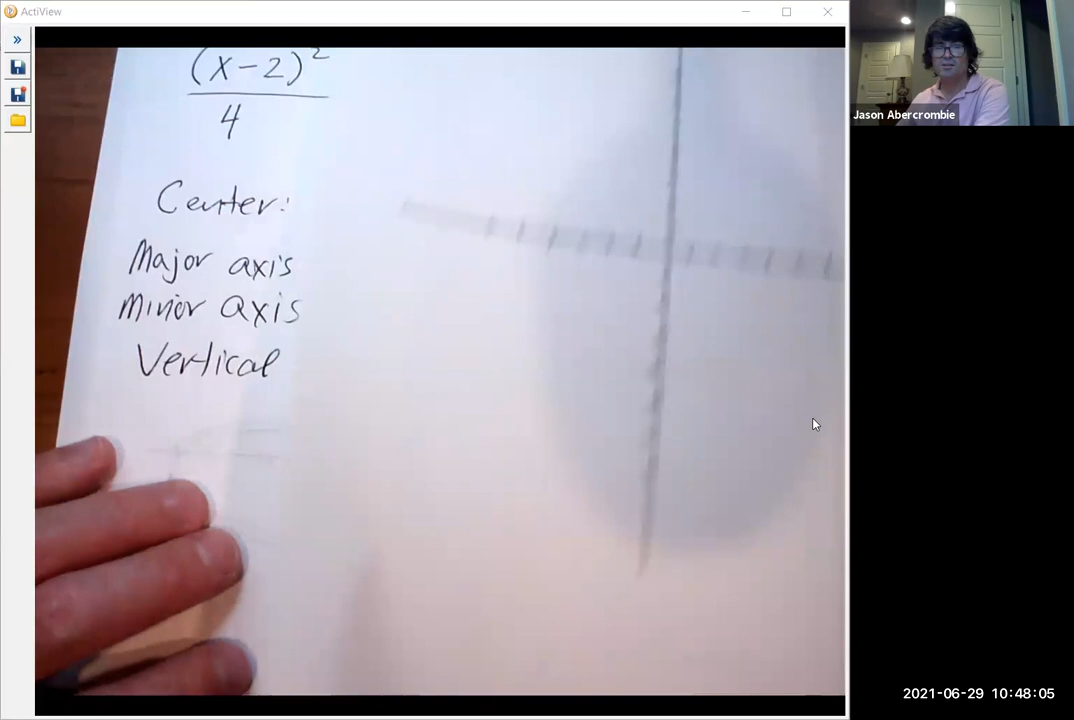 ActiView
(x-2)²
4
Center:
Major axis
Minor axis
Vertical
Jason Abercrombie
2021-06-29 10:48:05